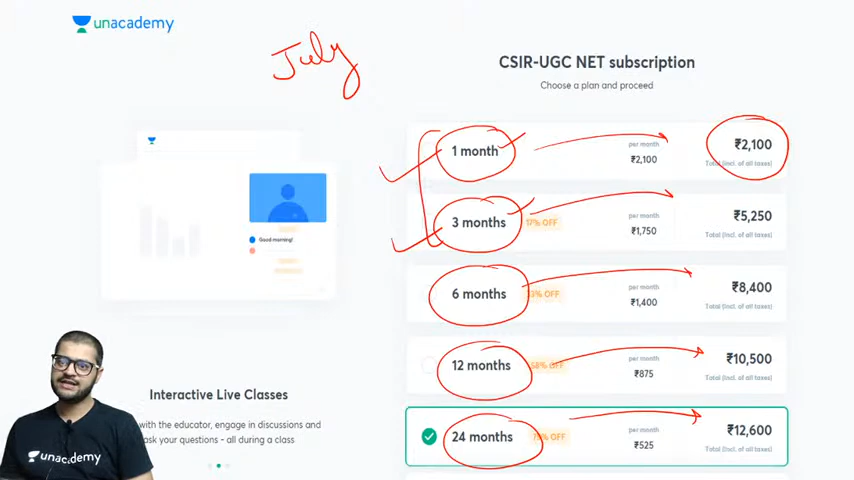 unacademy
July
CSIR-UGC NET subscription
Choose a plan and proceed
1 month
per month
₹2,100
₹2,100
Total (Incl. of all taxes)
3 months
17% OFF
per month
₹1,750
₹5,250
Total (Incl. of all taxes)
6 months
3% OFF
per month
₹1,400
₹8,400
Total (Incl. of all taxes)
12 months
58% OFF
per month
₹875
₹10,500
Total (Incl. of all taxes)
24 months
% OFF
per month
₹525
₹12,600
Total (Incl. of all taxes)
Good morning!
Interactive Live Classes
with the educator, engage in discussions and
ask your questions - all during a class
unacademy